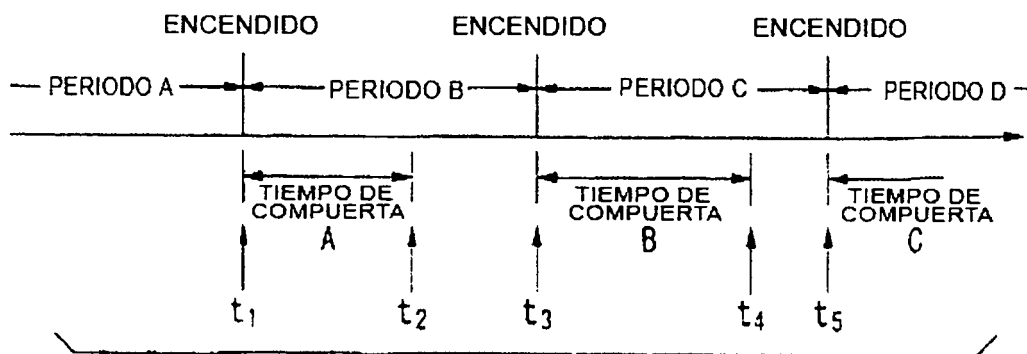 ENCENDIDO ENCENDIDO ENCENDIDO
PERIODO A PERIODO B PERIODO C PERIODO D
TIEMPO DE COMPUERTA A
TIEMPO DE COMPUERTA B
TIEMPO DE COMPUERTA C
t1 t2 t3 t4 t5